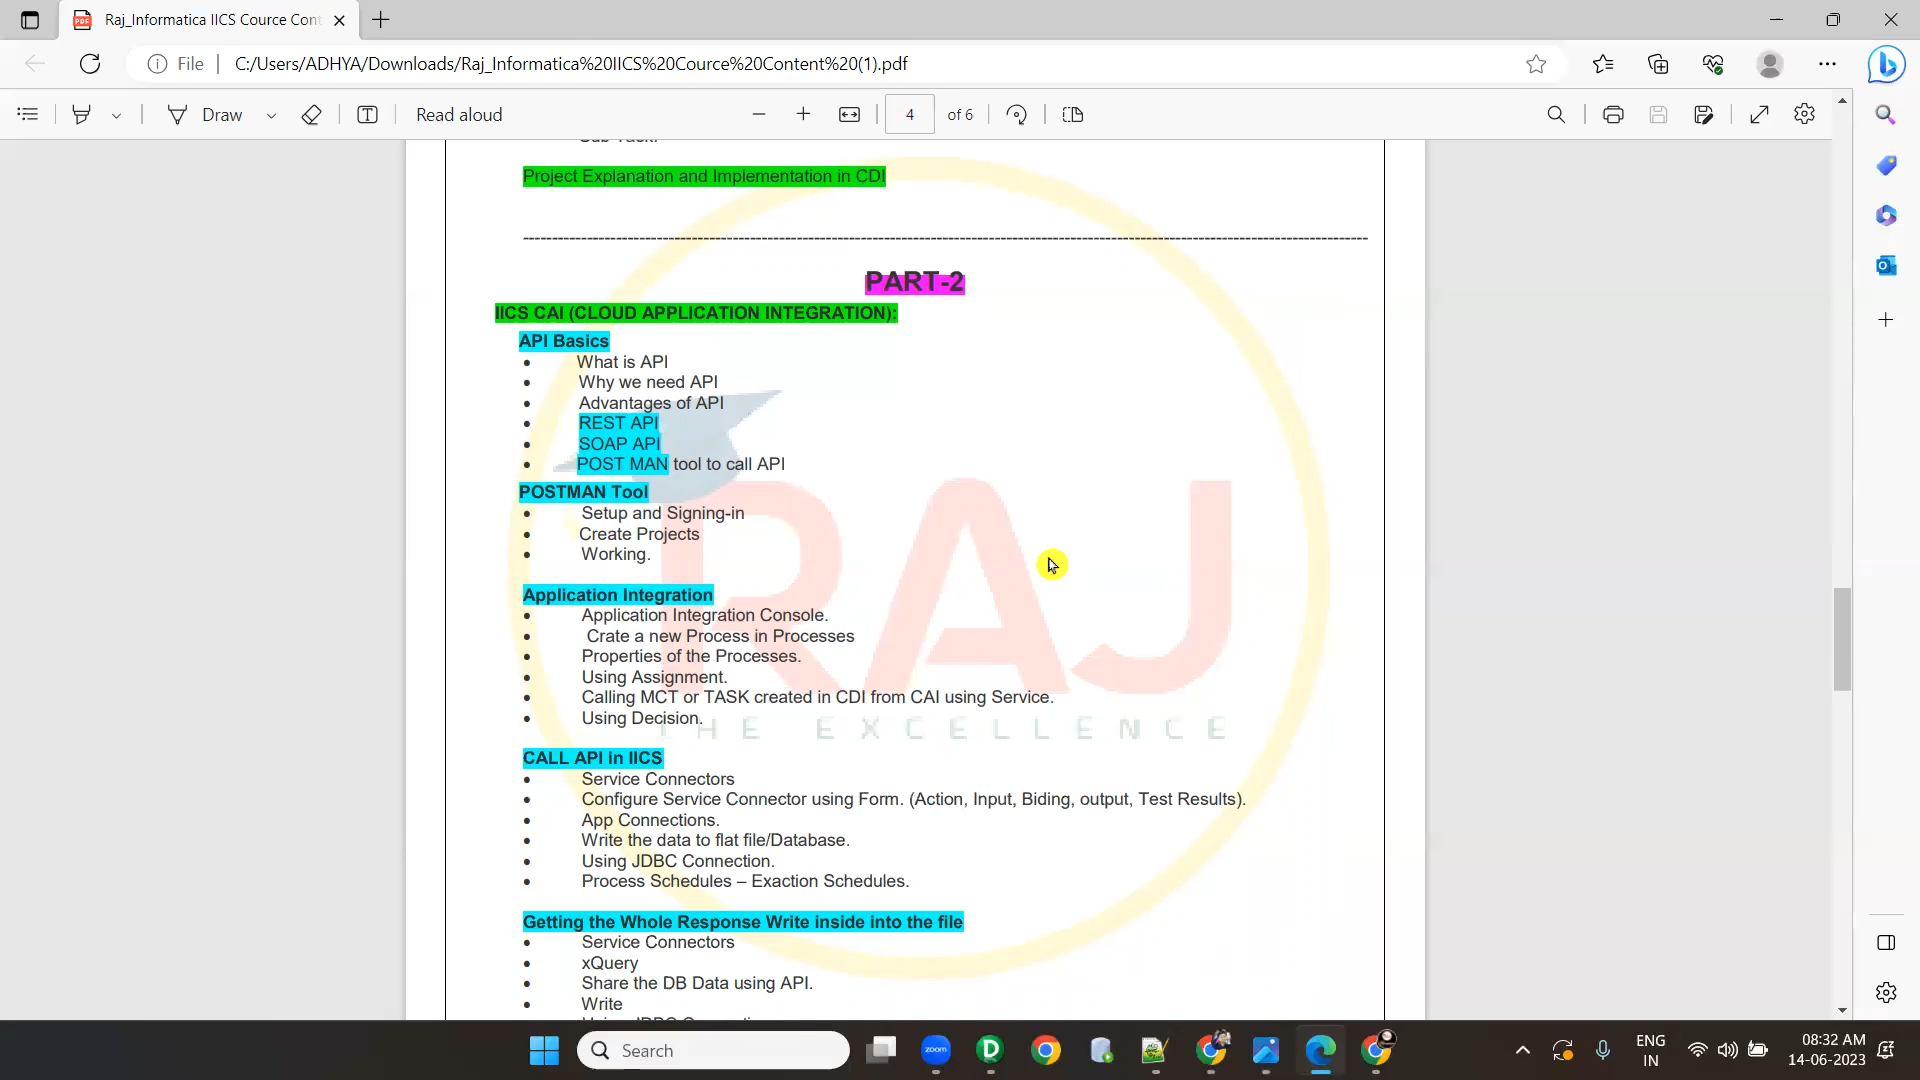 Raj_Informatica IICS Cource Cont
File
C:/Users/ADHYA/Downloads/Raj_Informatica%20IICS%20Cource%20Content%20(1).pdf
Draw
Read aloud
4 of 6
Sub Task.
Project Explanation and Implementation in CDI
PART-2
IICS CAI (CLOUD APPLICATION INTEGRATION):
API Basics
• What is API
• Why we need API
• Advantages of API
• REST API
• SOAP API
• POST MAN tool to call API
POSTMAN Tool
• Setup and Signing-in
• Create Projects
• Working.
Application Integration
• Application Integration Console.
• Crate a new Process in Processes
• Properties of the Processes.
• Using Assignment.
• Calling MCT or TASK created in CDI from CAI using Service.
• Using Decision.
CALL API in IICS
• Service Connectors
• Configure Service Connector using Form. (Action, Input, Biding, output, Test Results).
• App Connections.
• Write the data to flat file/Database.
• Using JDBC Connection.
• Process Schedules – Exaction Schedules.
Getting the Whole Response Write inside into the file
• Service Connectors
• xQuery
• Share the DB Data using API.
• Write
RAJ
THE EXCELLENCE
Search
zoom
ENG
IN
08:32 AM
14-06-2023